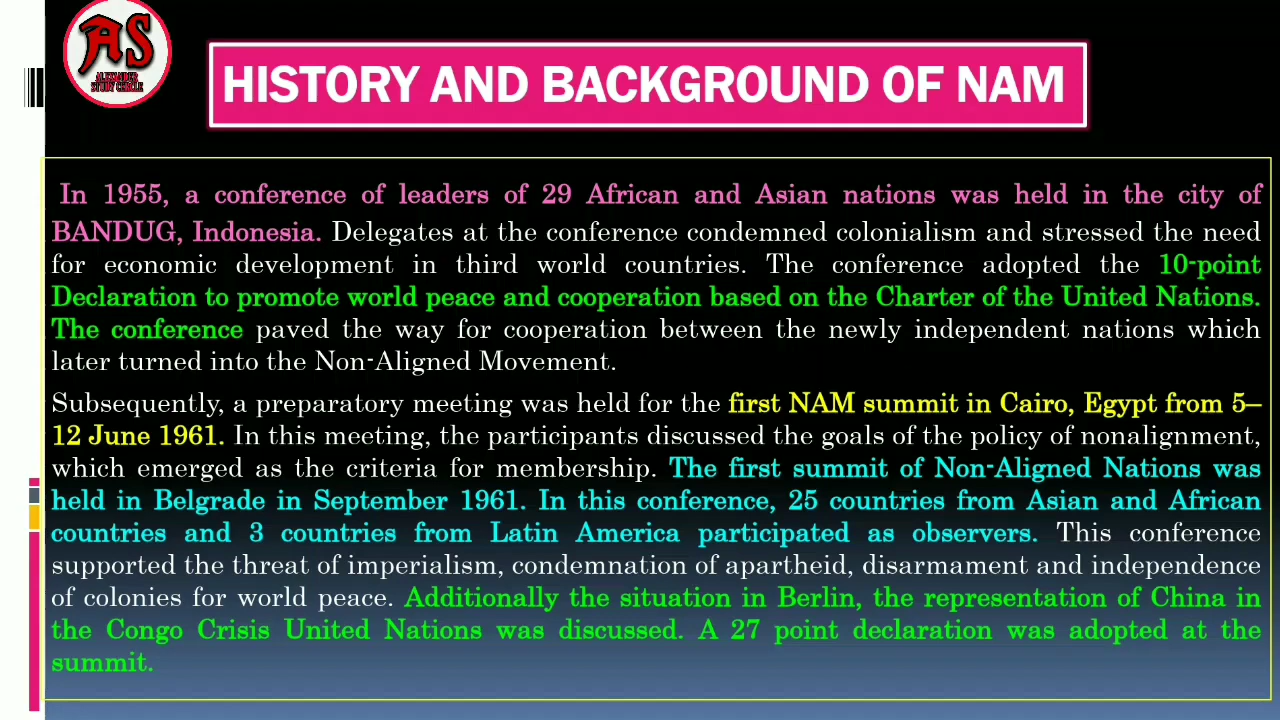 AS
ALEXANDER
STUDY CIRCLE
HISTORY AND BACKGROUND OF NAM
In 1955, a conference of leaders of 29 African and Asian nations was held in the city of
BANDUG, Indonesia. Delegates at the conference condemned colonialism and stressed the need
for economic development in third world countries. The conference adopted the 10-point
Declaration to promote world peace and cooperation based on the Charter of the United Nations.
The conference paved the way for cooperation between the newly independent nations which
later turned into the Non-Aligned Movement.
Subsequently, a preparatory meeting was held for the first NAM summit in Cairo, Egypt from 5–
12 June 1961. In this meeting, the participants discussed the goals of the policy of nonalignment,
which emerged as the criteria for membership. The first summit of Non-Aligned Nations was
held in Belgrade in September 1961. In this conference, 25 countries from Asian and African
countries and 3 countries from Latin America participated as observers. This conference
supported the threat of imperialism, condemnation of apartheid, disarmament and independence
of colonies for world peace. Additionally the situation in Berlin, the representation of China in
the Congo Crisis United Nations was discussed. A 27 point declaration was adopted at the
summit.